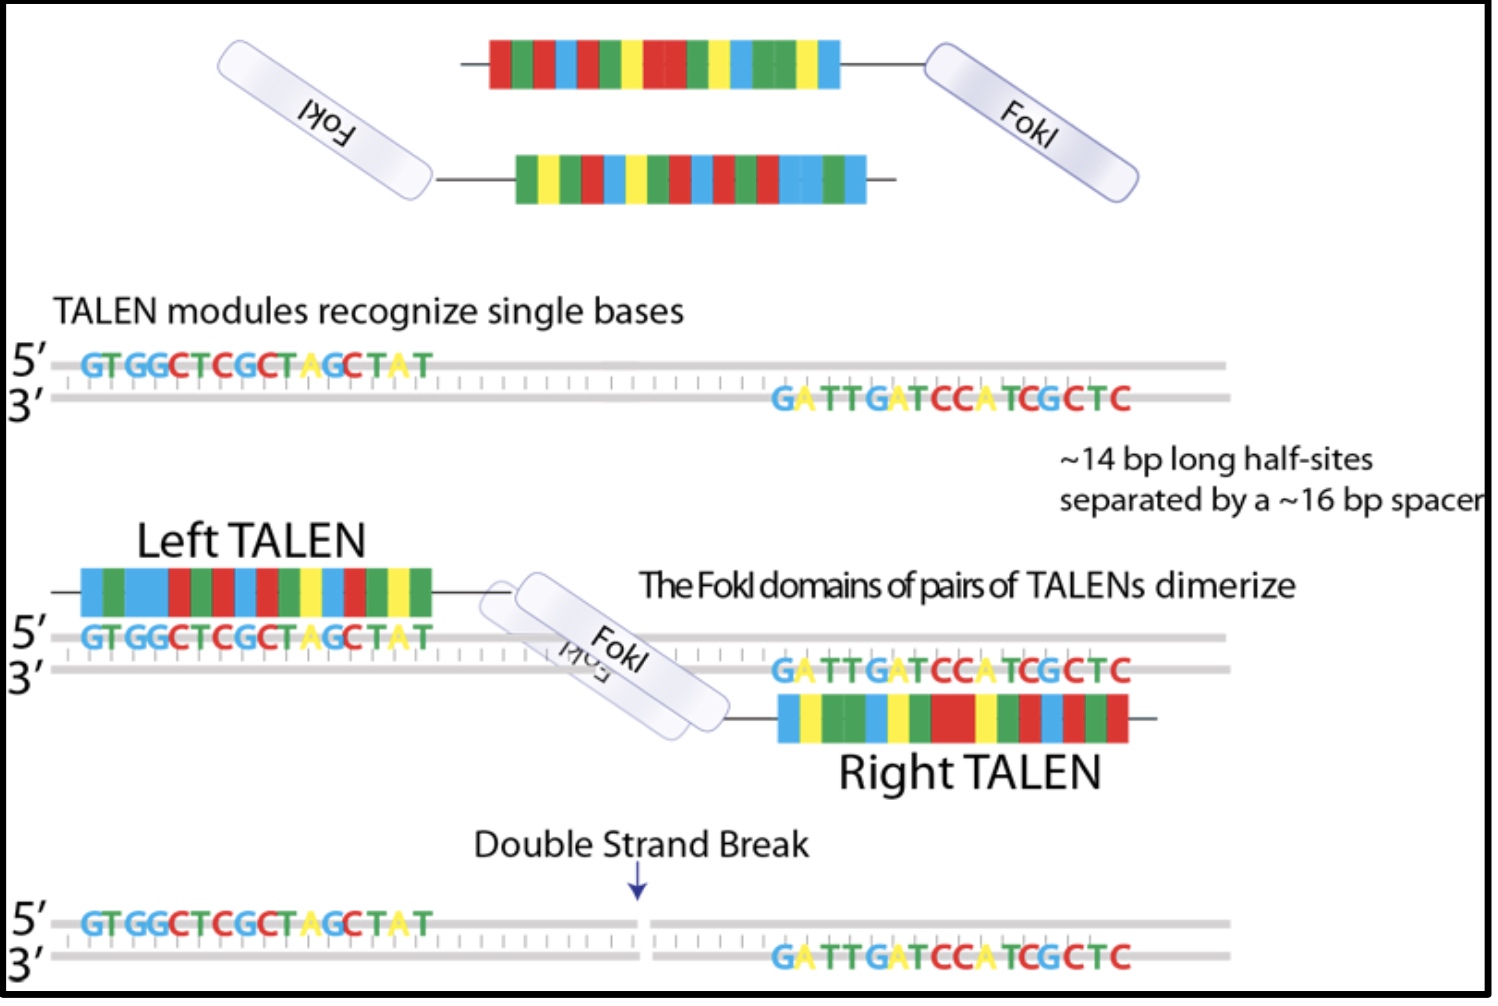 FokI
FokI
TALEN modules recognize single bases
5′ GTGGCTCGCTAGCTAT
3′ GATTGATCCATCGCTC
~14 bp long half-sites
separated by a ~16 bp spacer
Left TALEN
The FokI domains of pairs of TALENs dimerize
5′ GTGGCTCGCTAGCTAT
FokI
FokI
3′ GATTGATCCATCGCTC
Right TALEN
Double Strand Break
5′ GTGGCTCGCTAGCTAT
3′ GATTGATCCATCGCTC